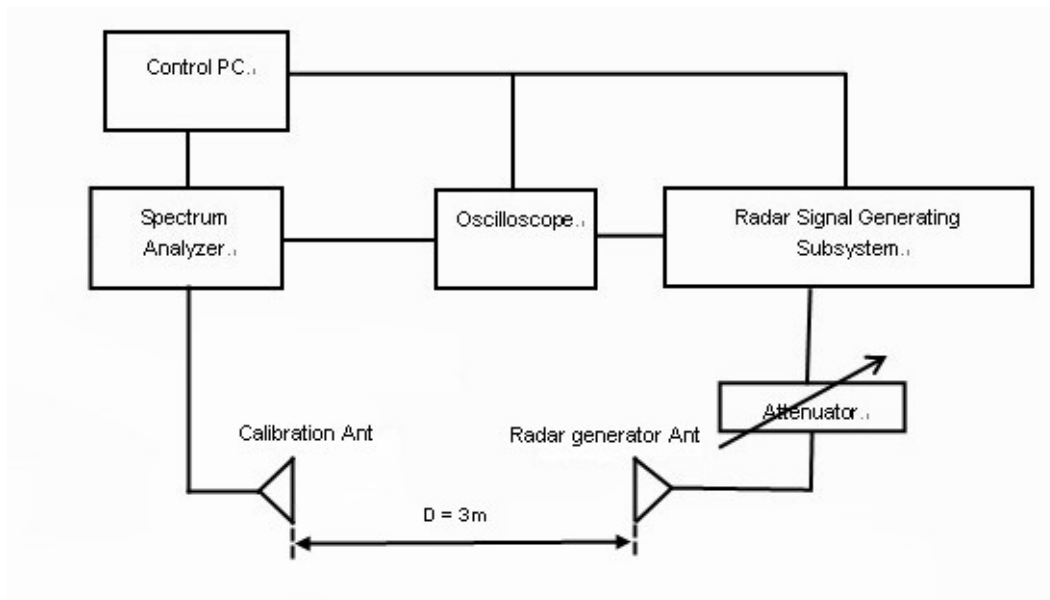 Control PC
Spectrum
Analyzer
Oscilloscope
Radar Signal Generating
Subsystem
Attenuator
Calibration Ant
Radar generator Ant
D = 3m